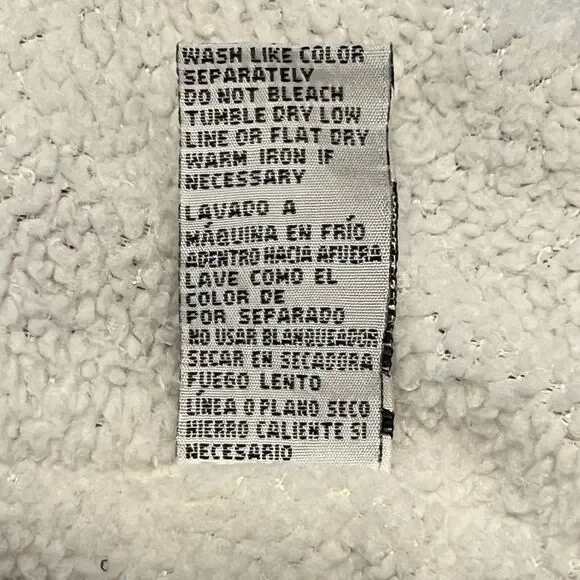 WASH LIKE COLOR
SEPARATELY
DO NOT BLEACH
TUMBLE DRY LOW
LINE OR FLAT DRY
WARM IRON IF
NECESSARY
LAVADO A
MÁQUINA EN FRÍO
ADENTRO HACIA AFUERA
LAVE COMO EL
COLOR DE
POR SEPARADO
NO USAR BLANQUEADOR
SECAR EN SECADORA
FUEGO LENTO
LÍNEA O PLANO SECO
HIERRO CALIENTE SI
NECESARIO